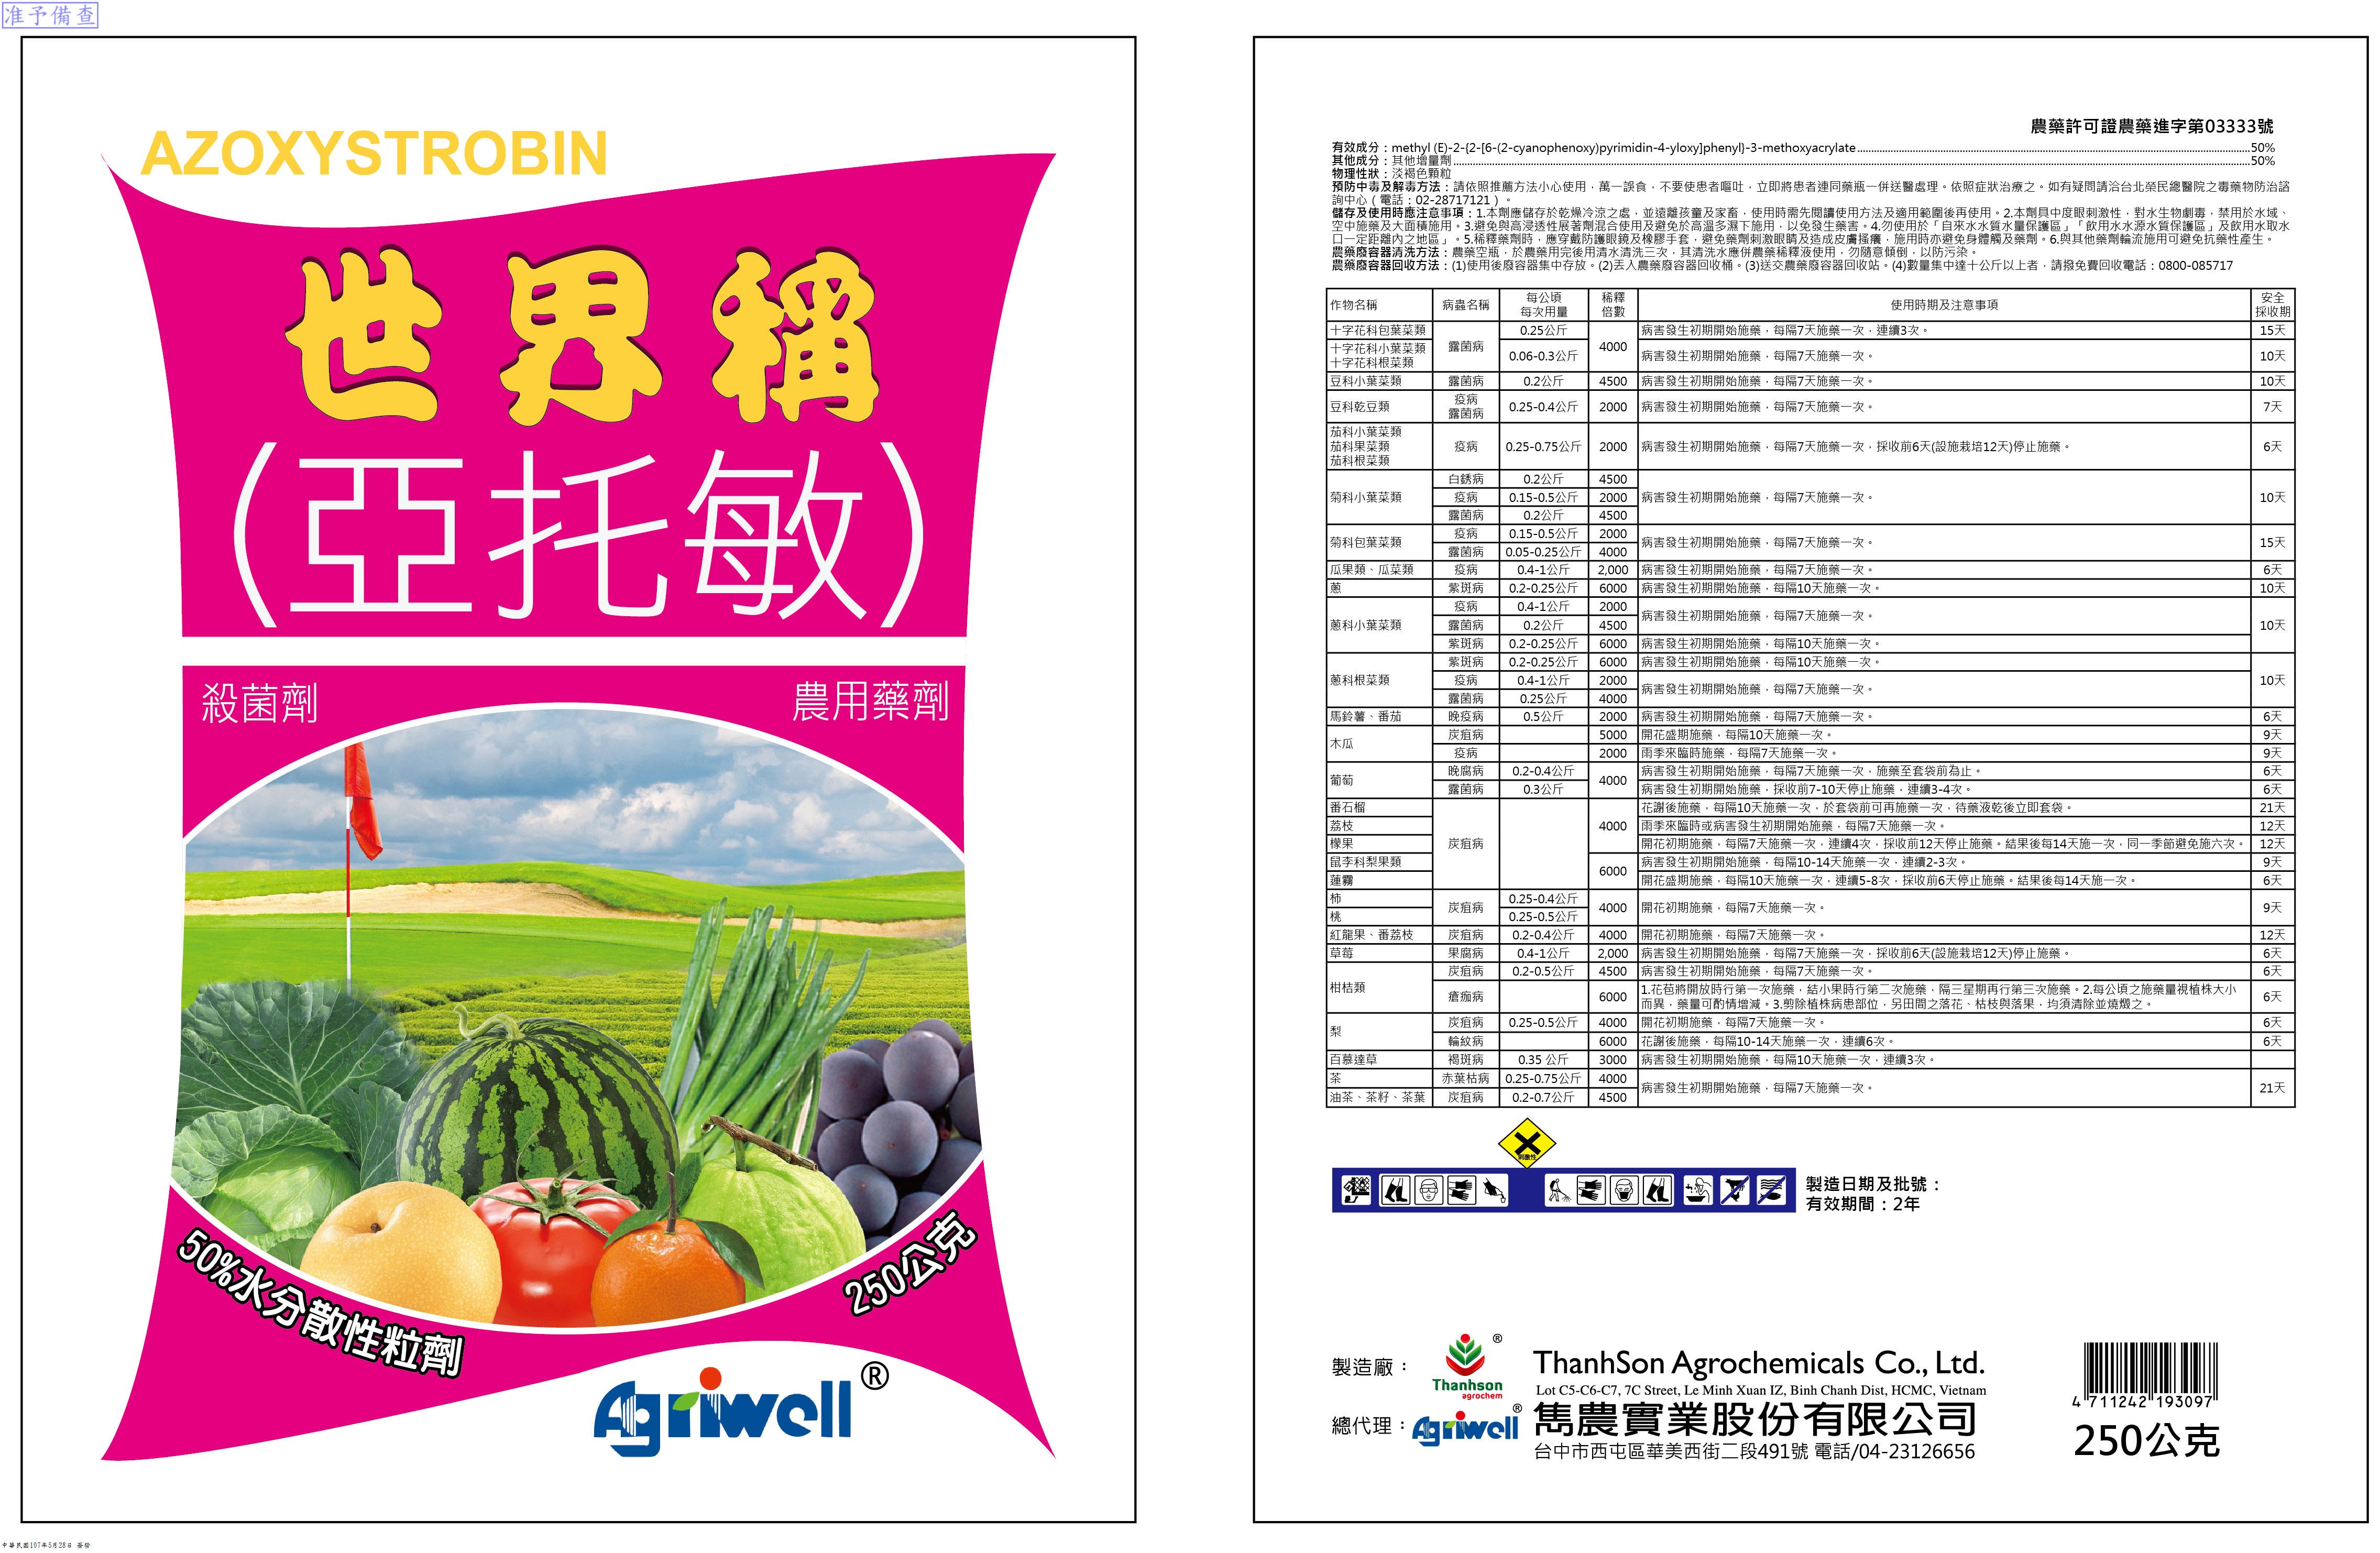 准予備查
AZOXYSTROBIN
世界稱
(亞托敏)
殺菌劑
農用藥劑
50%水分散性粒劑
250公克
Agriwell®
農藥許可證農藥進字第03333號
有效成分：methyl (E)-2-{2-[6-(2-cyanophenoxy)pyrimidin-4-yloxy]phenyl}-3-methoxyacrylate........50%
其他成分：其他增量劑........50%
物理性狀：淡褐色顆粒
預防中毒及解毒方法：請依照推薦方法小心使用，萬一誤食，不要使患者嘔吐，立即將患者連同藥瓶一併送醫處理。依照症狀治療之。如有疑問請洽台北榮民總醫院之毒藥物防治諮
詢中心（電話：02-28717121）。
儲存及使用時應注意事項：1.本劑應儲存於乾燥冷涼之處，並遠離孩童及家畜，使用時需先閱讀使用方法及適用範圍後再使用。2.本劑具中度眼刺激性，對水生物劇毒，禁用於水域、
空中施藥及大面積施用。3.避免與高浸透性展著劑混合使用及避免於高溫多濕下施用，以免發生藥害。4.勿使用於「自來水水質水量保護區」「飲用水水源水質保護區」及飲用水取水
口一定距離內之地區」。5.稀釋藥劑時，應穿戴防護眼鏡及橡膠手套，避免藥劑刺激眼睛及造成皮膚搔癢，施用時亦避免身體觸及藥劑。6.與其他藥劑輪流施用可避免抗藥性產生。
農藥廢容器清洗方法：農藥空瓶，於農藥用完後用清水清洗三次，其清洗水應併農藥稀釋液使用，勿隨意傾倒，以防污染。
農藥廢容器回收方法：(1)使用後廢容器集中存放。(2)丟入農藥廢容器回收桶。(3)送交農藥廢容器回收站。(4)數量集中達十公斤以上者，請撥免費回收電話：0800-085717
作物名稱 病蟲名稱 每公頃每次用量 稀釋倍數 使用時期及注意事項 安全採收期
十字花科包葉菜類 露菌病 0.25公斤 4000 病害發生初期開始施藥，每隔7天施藥一次，連續3次。 15天
十字花科小葉菜類
十字花科根菜類 0.06-0.3公斤 病害發生初期開始施藥，每隔7天施藥一次。 10天
豆科小葉菜類 露菌病 0.2公斤 4500 病害發生初期開始施藥，每隔7天施藥一次。 10天
豆科乾豆類 疫病 露菌病 0.25-0.4公斤 2000 病害發生初期開始施藥，每隔7天施藥一次。 7天
茄科小葉菜類
茄科果菜類 疫病 0.25-0.75公斤 2000 病害發生初期開始施藥，每隔7天施藥一次，採收前6天(設施栽培12天)停止施藥。 6天
茄科根菜類
白銹病 0.2公斤 4500
菊科小葉菜類 疫病 0.15-0.5公斤 2000 病害發生初期開始施藥，每隔7天施藥一次。 10天
露菌病 0.2公斤 4500
菊科包葉菜類 疫病 0.15-0.5公斤 2000 病害發生初期開始施藥，每隔7天施藥一次。 15天
露菌病 0.05-0.25公斤 4000
瓜果類、瓜菜類 疫病 0.4-1公斤 2,000 病害發生初期開始施藥，每隔7天施藥一次。 6天
蔥 紫斑病 0.2-0.25公斤 6000 病害發生初期開始施藥，每隔10天施藥一次。 10天
蔥科小葉菜類 疫病 0.4-1公斤 2000 病害發生初期開始施藥，每隔7天施藥一次。 10天
露菌病 0.2公斤 4500
紫斑病 0.2-0.25公斤 6000 病害發生初期開始施藥，每隔10天施藥一次。
蔥科根菜類 紫斑病 0.2-0.25公斤 6000 病害發生初期開始施藥，每隔10天施藥一次。 10天
疫病 0.4-1公斤 2000 病害發生初期開始施藥，每隔7天施藥一次。
露菌病 0.25公斤 4000
馬鈴薯、番茄 晚疫病 0.5公斤 2000 病害發生初期開始施藥，每隔7天施藥一次。 6天
木瓜 炭疽病 5000 開花盛期施藥，每隔10天施藥一次。 9天
疫病 2000 雨季來臨時施藥，每隔7天施藥一次。 9天
葡萄 晚腐病 0.2-0.4公斤 4000 病害發生初期開始施藥，每隔7天施藥一次，施藥至套袋前為止。 6天
露菌病 0.3公斤 病害發生初期開始施藥，採收前7-10天停止施藥，連續3-4次。 6天
番石榴 炭疽病 4000 花謝後施藥，每隔10天施藥一次，於套袋前可再施藥一次，待藥液乾後立即套袋。 21天
荔枝 雨季來臨時或病害發生初期開始施藥，每隔7天施藥一次。 12天
檬果 開花初期施藥，每隔7天施藥一次，連續4次，採收前12天停止施藥。結果後每14天施一次，同一季節避免施六次。 12天
鼠李科梨果類 6000 病害發生初期開始施藥，每隔10-14天施藥一次，連續2-3次。 9天
蓮霧 開花盛期施藥，每隔10天施藥一次，連續5-8次，採收前6天停止施藥。結果後每14天施一次。 6天
柿 炭疽病 0.25-0.4公斤 4000 開花初期施藥，每隔7天施藥一次。 9天
桃 0.25-0.5公斤
紅龍果、番荔枝 炭疽病 0.2-0.4公斤 4000 開花初期施藥，每隔7天施藥一次。 12天
草莓 果腐病 0.4-1公斤 2,000 病害發生初期開始施藥，每隔7天施藥一次，採收前6天(設施栽培12天)停止施藥。 6天
柑桔類 炭疽病 0.2-0.5公斤 4500 病害發生初期開始施藥，每隔7天施藥一次。 6天
瘡痂病 6000 1.花苞將開放時行第一次施藥，結小果時行第二次施藥，隔三星期再行第三次施藥。2.每公頃之施藥量視植株大小 6天
而異，藥量可酌情增減。3.剪除植株病患部位，另田間之落花、枯枝與落果，均須清除並燒燬之。
梨 炭疽病 0.25-0.5公斤 4000 開花初期施藥，每隔7天施藥一次。 6天
輪紋病 6000 花謝後施藥，每隔10-14天施藥一次，連續6次。 6天
百慕達草 褐斑病 0.35 公斤 3000 病害發生初期開始施藥，每隔10天施藥一次，連續3次。
茶 赤葉枯病 0.25-0.75公斤 4000 病害發生初期開始施藥，每隔7天施藥一次。 21天
油茶、茶籽、茶葉 炭疽病 0.2-0.7公斤 4500
刺激性
製造日期及批號：
有效期間：2年
製造廠：
Thanhson®
agrochem
ThanhSon Agrochemicals Co., Ltd.
Lot C5-C6-C7, 7C Street, Le Minh Xuan IZ, Binh Chanh Dist, HCMC, Vietnam
總代理：Agriwell® 雋農實業股份有限公司
台中市西屯區華美西街二段491號 電話/04-23126656
4 711242 193097
250公克
中華民國107年5月28日 簽發